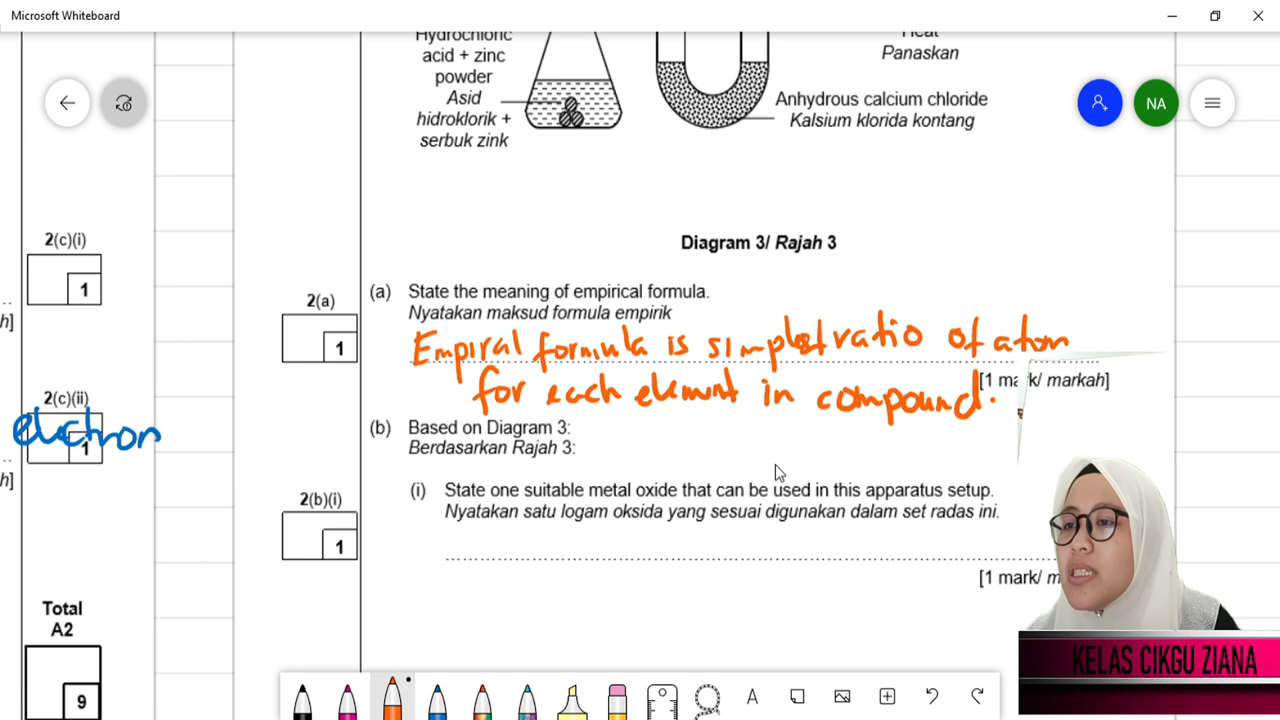 Microsoft Whiteboard
Hydrochloric
acid + zinc
powder
Asid
hidroklorik +
serbuk zink
Heat
Panaskan
Anhydrous calcium chloride
Kalsium klorida kontang
NA
Diagram 3/ Rajah 3
2(c)(i)
1
h]
2(c)(ii)
1
electron
h]
Total
A2
9
2(a)
1
(a) State the meaning of empirical formula.
Nyatakan maksud formula empirik
Empiral formula is simplest ratio of atom
for each element in compound.
[1 mark/ markah]
(b) Based on Diagram 3:
Berdasarkan Rajah 3:
2(b)(i)
1
(i) State one suitable metal oxide that can be used in this apparatus setup.
Nyatakan satu logam oksida yang sesuai digunakan dalam set radas ini.
[1 mark/ m
KELAS CIKGU ZIANA
A